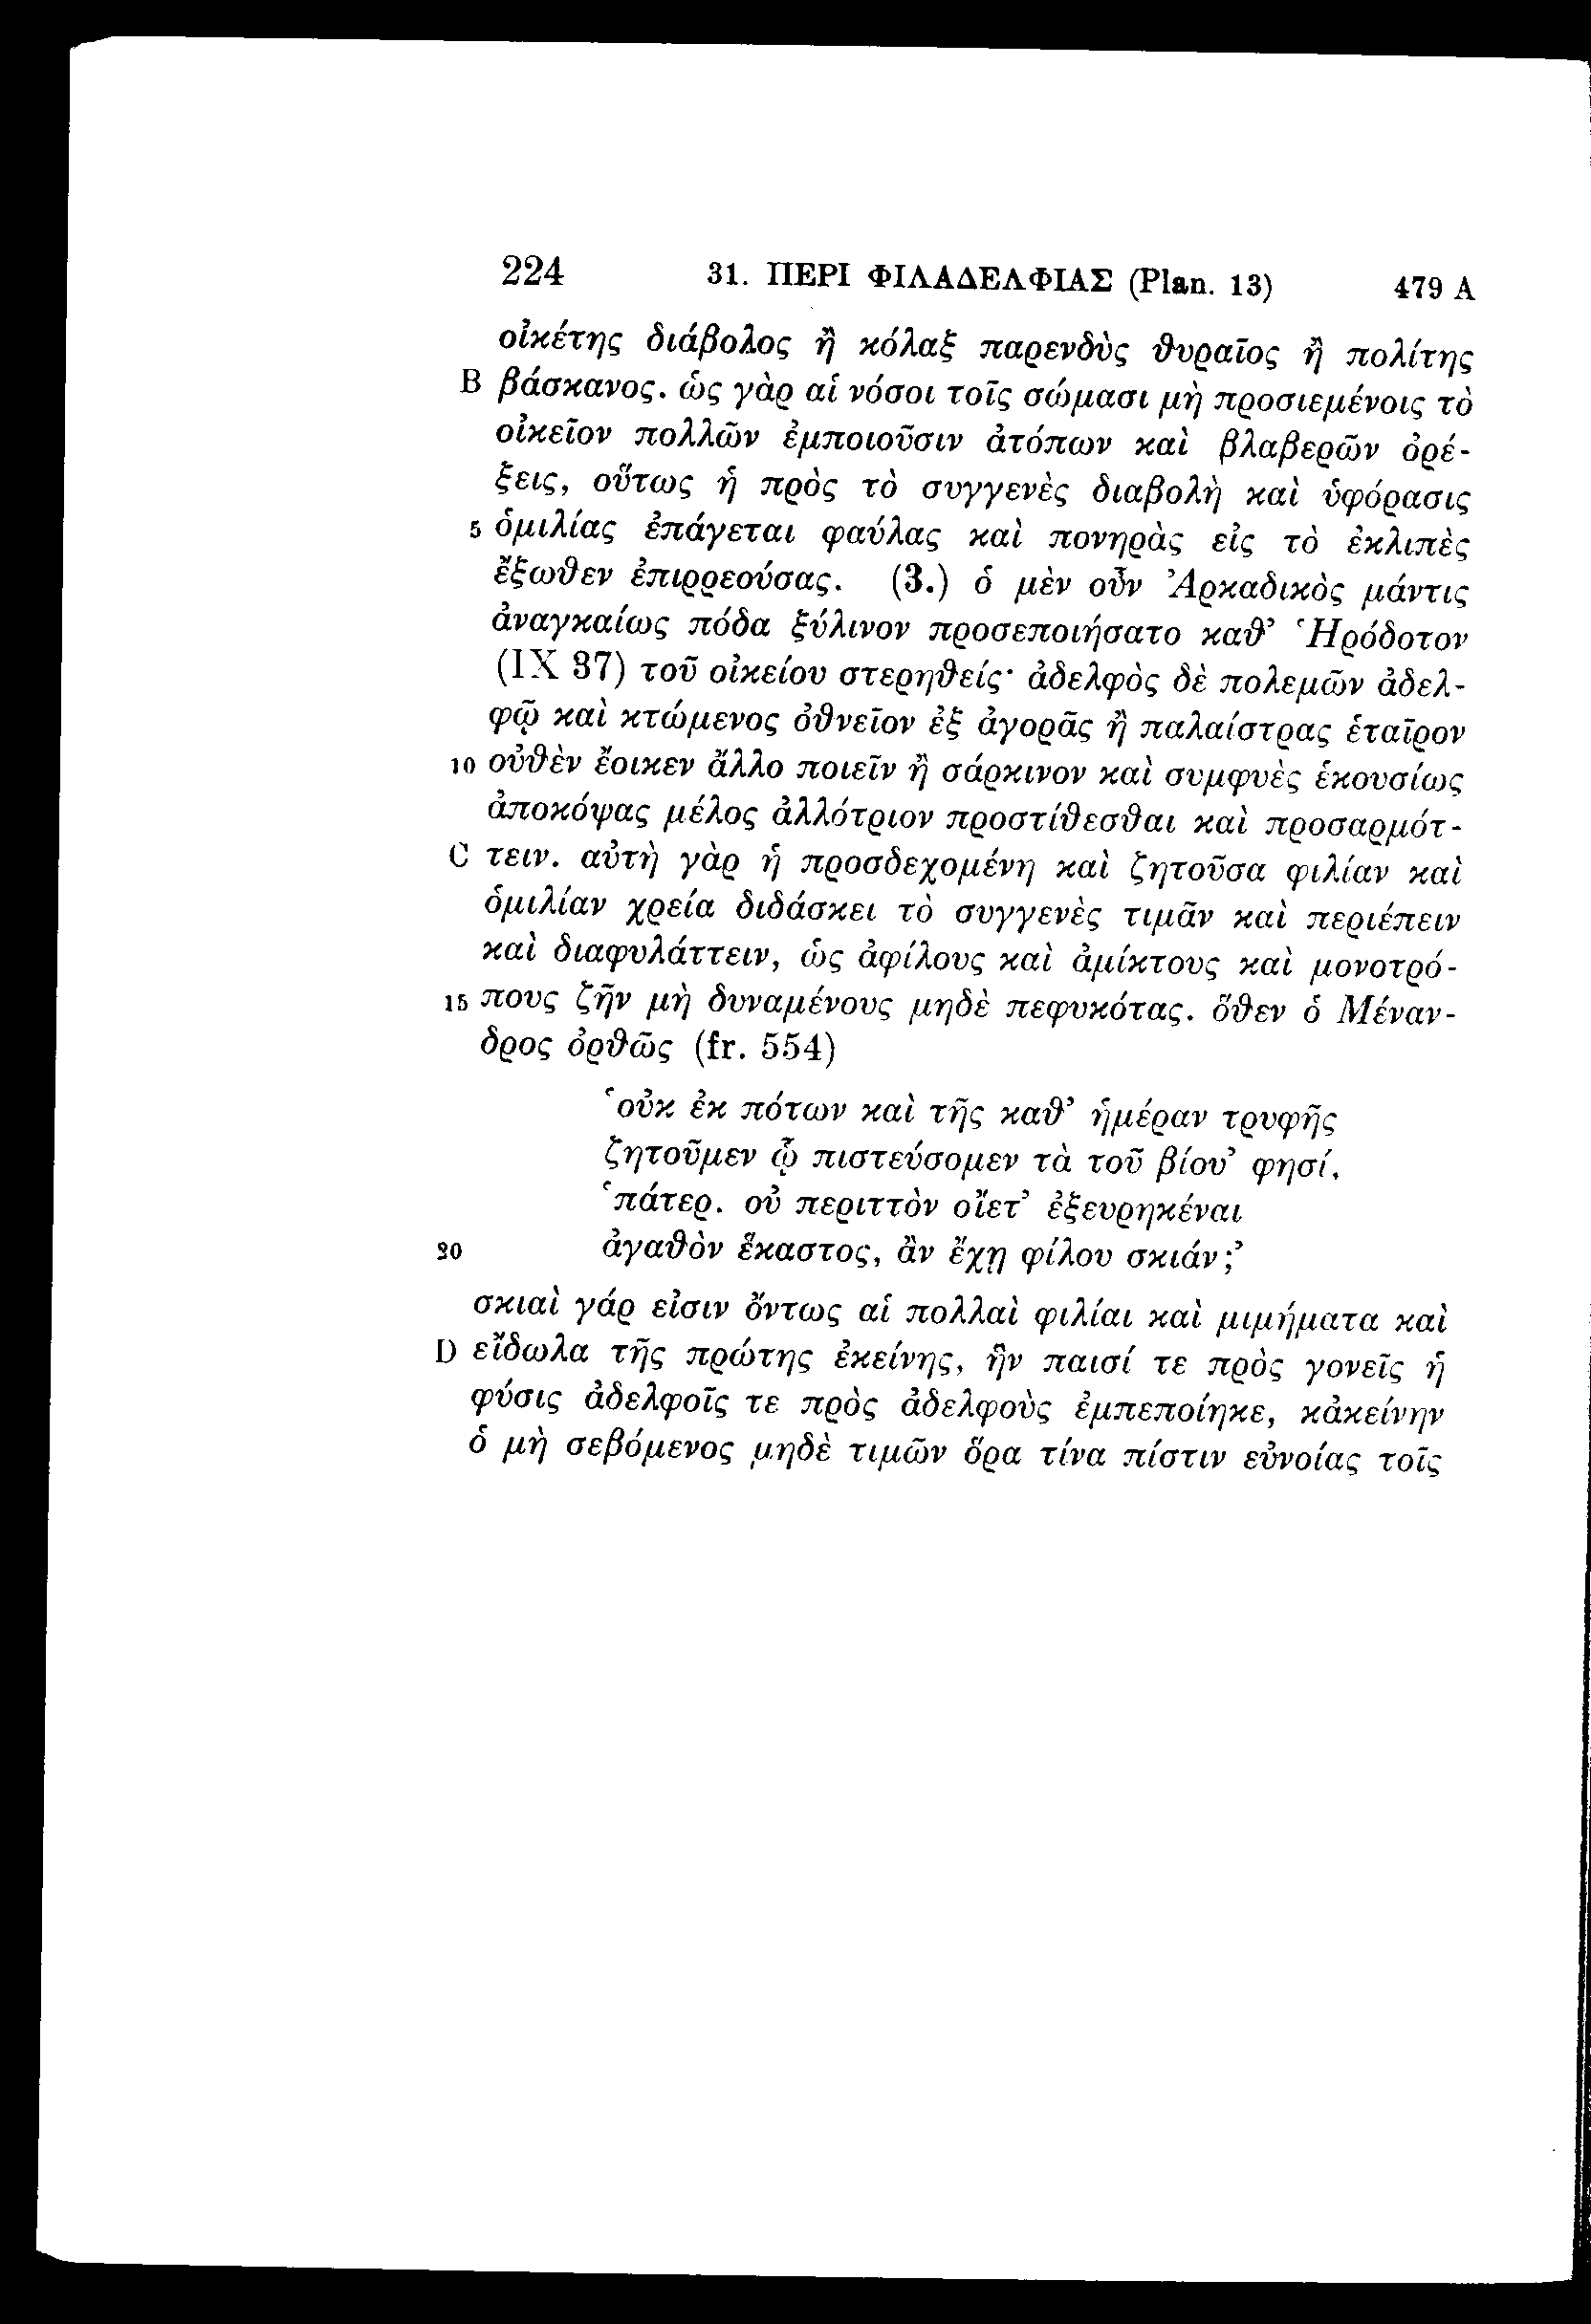 224 31. ΠΕΡΙ ΦΙΛΑΔΕΛΦΙΑΣ (Plan. 13) 479 A
οἰκέτης διάβολος ἢ κόλαξ παρενδὺς θυραῖος ἢ πολίτης
B βάσκανος. ὡς γὰρ αἱ νόσοι τοῖς σώμασι μὴ προσιεμένοις τὸ
οἰκεῖον πολλῶν ἐμποιοῦσιν ἀτόπων καὶ βλαβερῶν ὀρέ-
ξεις, οὕτως ἡ πρὸς τὸ συγγενὲς διαβολὴ καὶ ὑφόρασις
5 ὁμιλίας ἐπάγεται φαύλας καὶ πονηρὰς εἰς τὸ ἐκλιπὲς
ἔξωθεν ἐπιρρεούσας. (3.) ὁ μὲν οὖν Ἀρκαδικὸς μάντις
ἀναγκαίως πόδα ξύλινον προσεποιήσατο καθ’ Ἡρόδοτον
(IX 37) τοῦ οἰκείου στερηθείς· ἀδελφὸς δὲ πολεμῶν ἀδελ-
φῷ καὶ κτώμενος ὀθνεῖον ἐξ ἀγορᾶς ἢ παλαίστρας ἑταῖρον
10 οὐθὲν ἔοικεν ἄλλο ποιεῖν ἢ σάρκινον καὶ συμφυὲς ἑκουσίως
ἀποκόψας μέλος ἀλλότριον προστίθεσθαι καὶ προσαρμότ-
C τειν. αὐτὴ γὰρ ἡ προσδεχομένη καὶ ζητοῦσα φιλίαν καὶ
ὁμιλίαν χρεία διδάσκει τὸ συγγενὲς τιμᾶν καὶ περιέπειν
καὶ διαφυλάττειν, ὡς ἀφίλους καὶ ἀμίκτους καὶ μονοτρό-
15 πους ζῆν μὴ δυναμένους μηδὲ πεφυκότας. ὅθεν ὁ Μέναν-
δρος ὀρθῶς (fr. 554)
‘οὐκ ἐκ πότων καὶ τῆς καθ’ ἡμέραν τρυφῆς
ζητοῦμεν ᾧ πιστεύσομεν τὰ τοῦ βίου’ φησί,
‘πάτερ. οὐ περιττὸν οἴετ’ ἐξευρηκέναι
20 ἀγαθὸν ἕκαστος, ἂν ἔχῃ φίλου σκιάν;’
σκιαὶ γάρ εἰσιν ὄντως αἱ πολλαὶ φιλίαι καὶ μιμήματα καὶ
D εἴδωλα τῆς πρώτης ἐκείνης, ἣν παισί τε πρὸς γονεῖς ἡ
φύσις ἀδελφοῖς τε πρὸς ἀδελφοὺς ἐμπεποίηκε, κἀκείνην
ὁ μὴ σεβόμενος μηδὲ τιμῶν ὅρα τίνα πίστιν εὐνοίας τοῖς